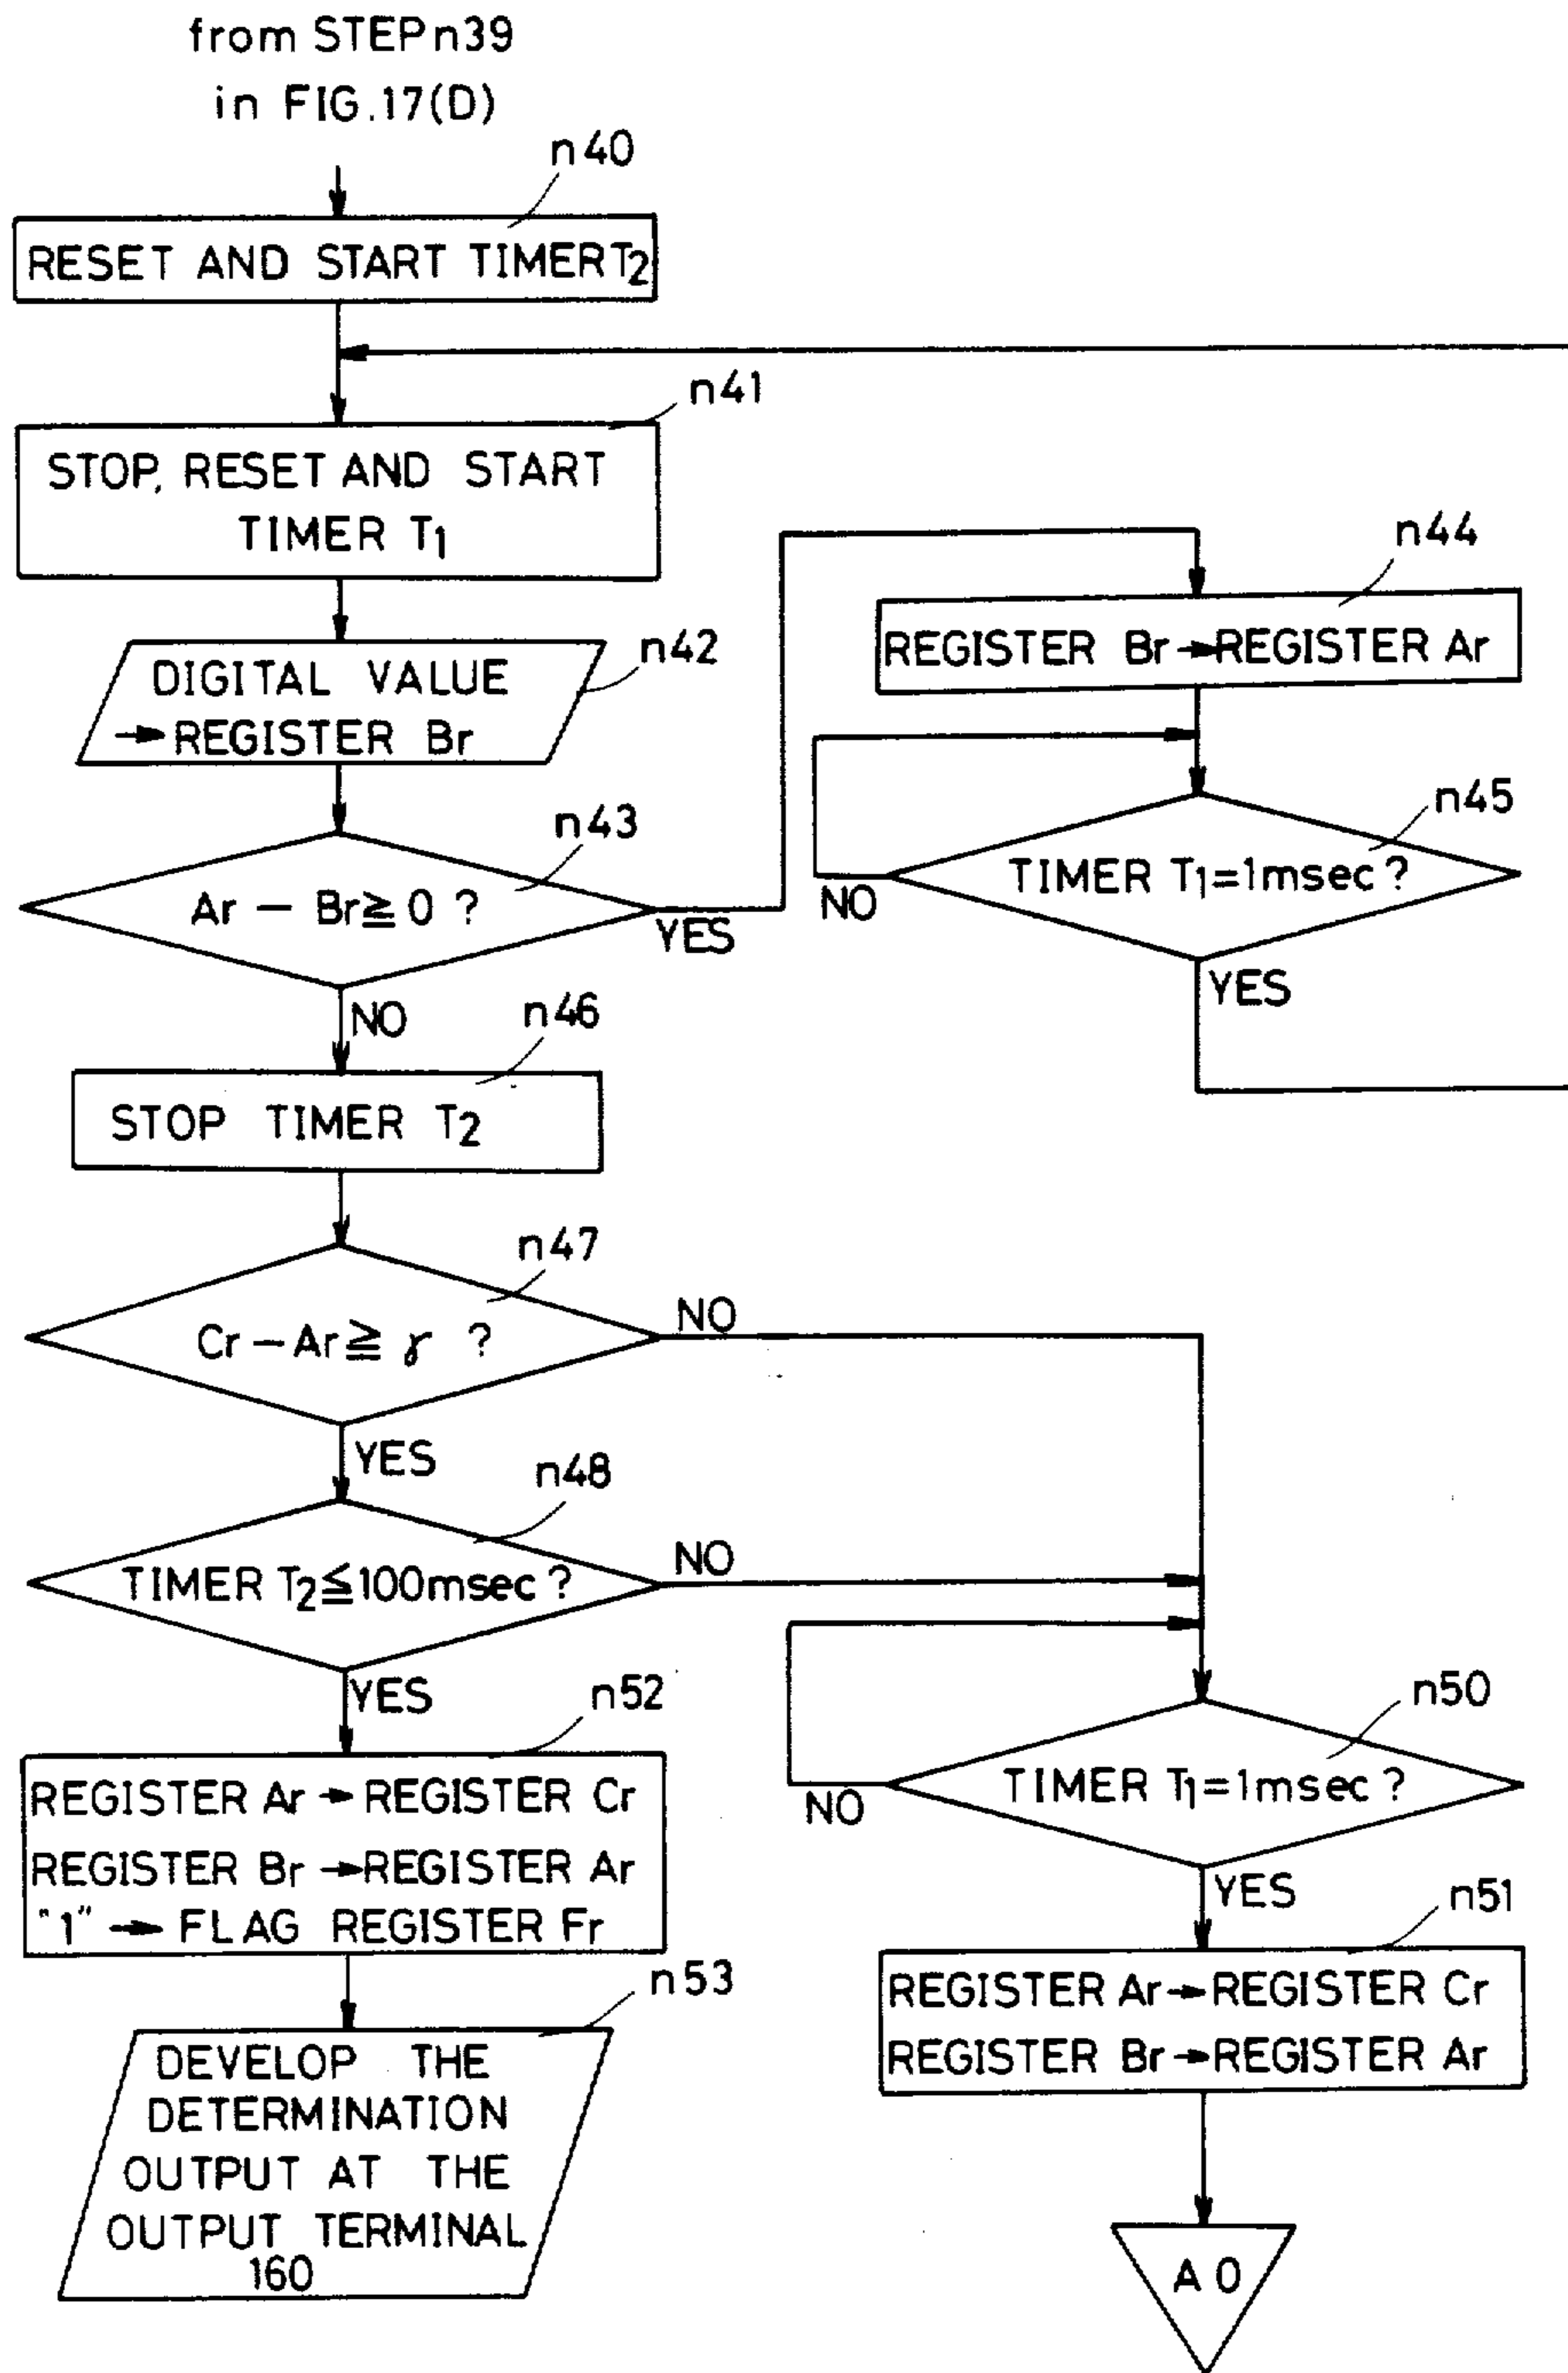 from STEP n39
in FIG.17(D)
n40
RESET AND START TIMER T2
n41
STOP, RESET AND START
TIMER T1
n42
DIGITAL VALUE
→ REGISTER Br
n43
Ar − Br ≧ 0 ?
YES
NO
n44
REGISTER Br → REGISTER Ar
n45
TIMER T1=1msec ?
NO
YES
n46
STOP TIMER T2
n47
Cr − Ar ≧ γ ?
NO
YES
n48
TIMER T2 ≦ 100msec ?
NO
YES
n50
TIMER T1=1msec ?
NO
YES
n51
REGISTER Ar → REGISTER Cr
REGISTER Br → REGISTER Ar
A 0
n52
REGISTER Ar → REGISTER Cr
REGISTER Br → REGISTER Ar
"1" → FLAG REGISTER Fr
n53
DEVELOP THE
DETERMINATION
OUTPUT AT THE
OUTPUT TERMINAL
160